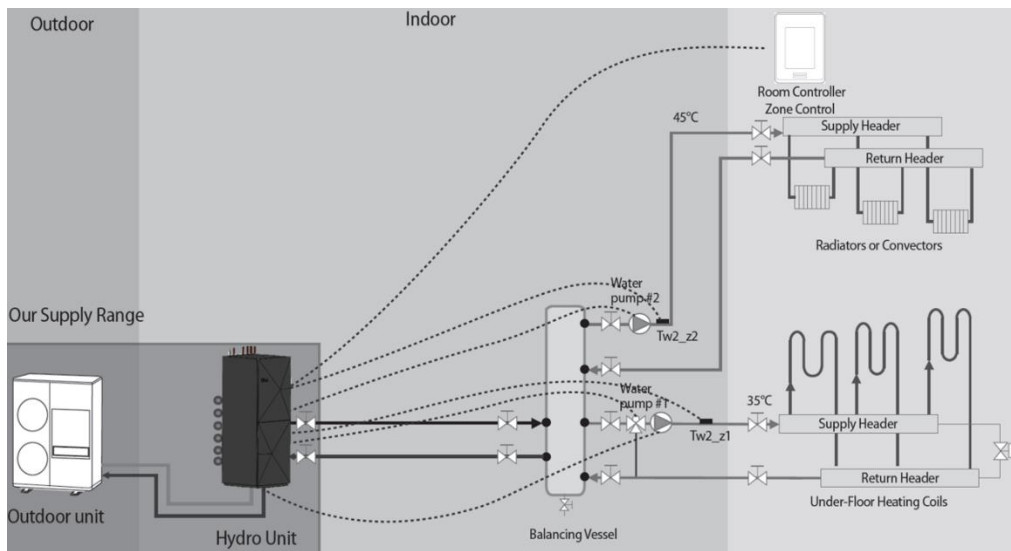 Outdoor
Indoor
Room Controller
Zone Control
45°C
Supply Header
Return Header
Radiators or Convectors
Water
pump #2
Our Supply Range
Tw2_z2
Water
pump #1
35°C
Tw2_z1
Supply Header
Return Header
Under-Floor Heating Coils
Outdoor unit
Hydro Unit
Balancing Vessel